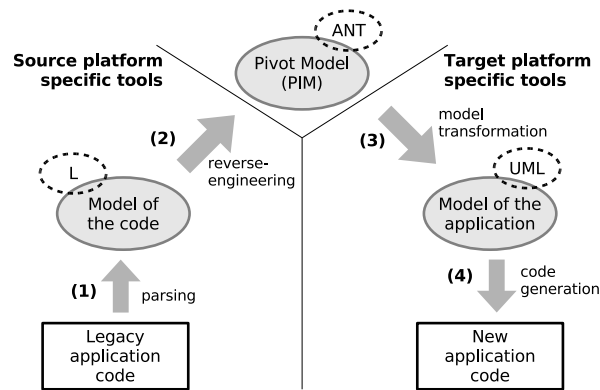 ANT
Source platform
specific tools
Pivot Model
(PIM)
Target platform
specific tools
(2)
reverse-
engineering
(3)
model
transformation
L
Model of
the code
UML
Model of the
application
(1)
parsing
(4)
code
generation
Legacy
application
code
New
application
code